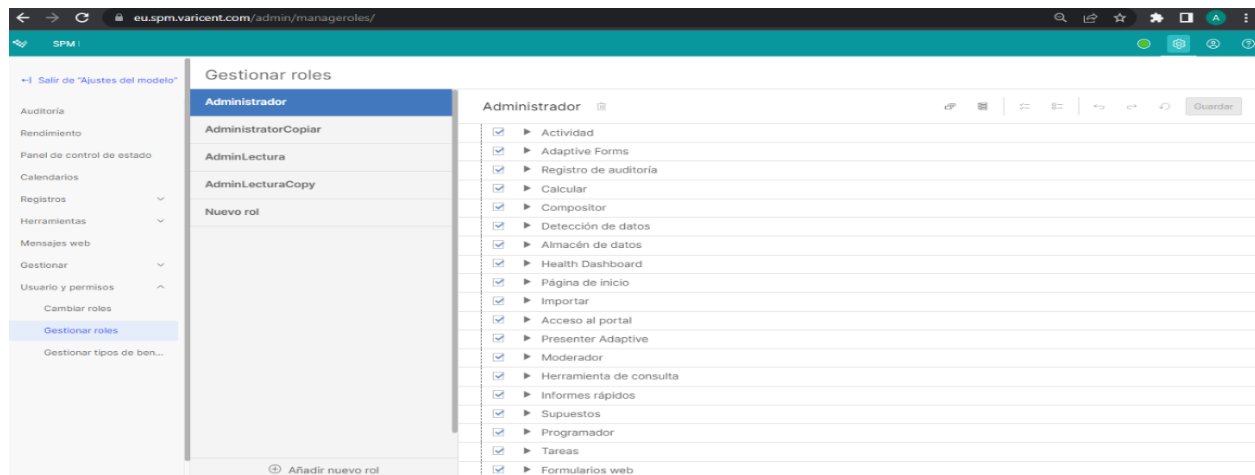 eu.spm.varicent.com/admin/manageroles/
A
SPM
Salir de "Ajustes del modelo"
Auditoría
Rendimiento
Panel de control de estado
Calendarios
Registros
Herramientas
Mensajes web
Gestionar
Usuario y permisos
Cambiar roles
Gestionar roles
Gestionar tipos de ben...
Gestionar roles
Administrador
AdministratorCopiar
AdminLectura
AdminLecturaCopy
Nuevo rol
Añadir nuevo rol
Administrador
Guardar
Actividad
Adaptive Forms
Registro de auditoría
Calcular
Compositor
Detección de datos
Almacén de datos
Health Dashboard
Página de inicio
Importar
Acceso al portal
Presenter Adaptive
Moderador
Herramienta de consulta
Informes rápidos
Supuestos
Programador
Tareas
Formularios web